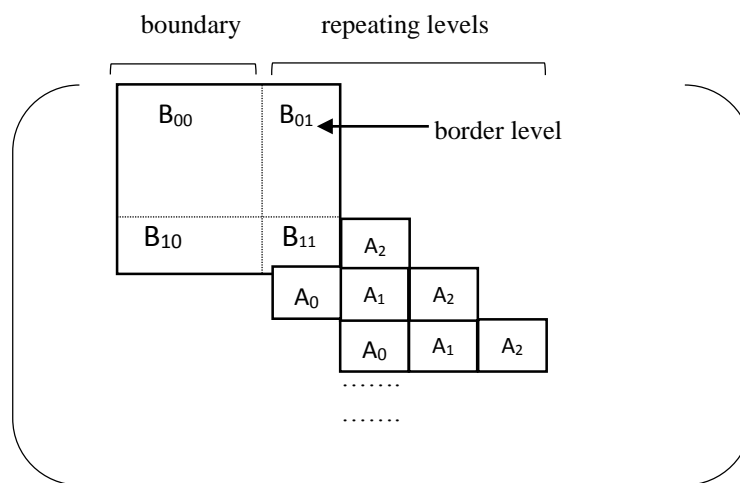 boundary repeating levels
B₀₀ B₀₁ border level
B₁₀ B₁₁ A₂
A₀ A₁ A₂
A₀ A₁ A₂
.......
.......